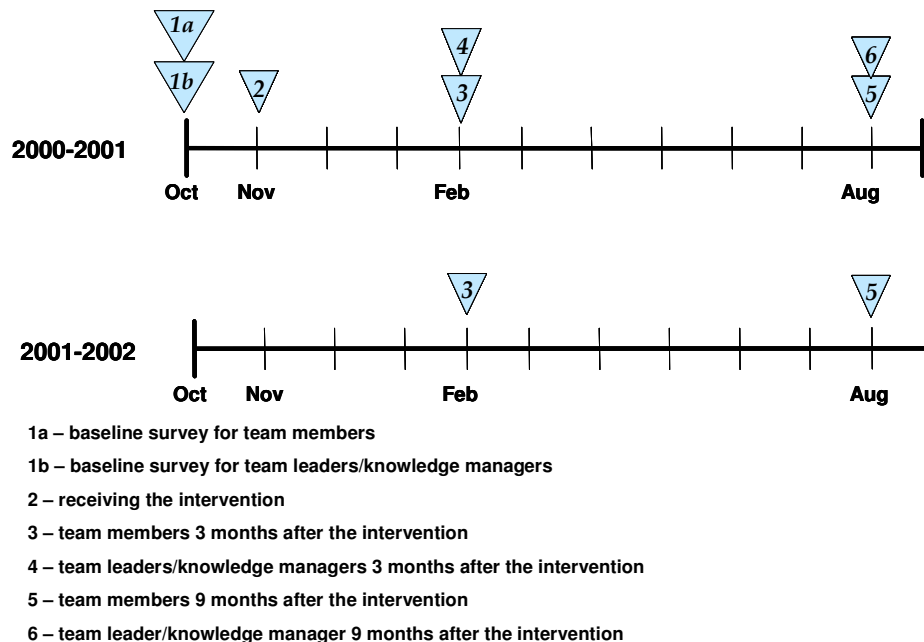 1a
4
6
1b
2
3
5
2000-2001
Oct
Nov
Feb
Aug
3
5
2001-2002
Oct
Nov
Feb
Aug
1a – baseline survey for team members
1b – baseline survey for team leaders/knowledge managers
2 – receiving the intervention
3 – team members 3 months after the intervention
4 – team leaders/knowledge managers 3 months after the intervention
5 – team members 9 months after the intervention
6 – team leader/knowledge manager 9 months after the intervention